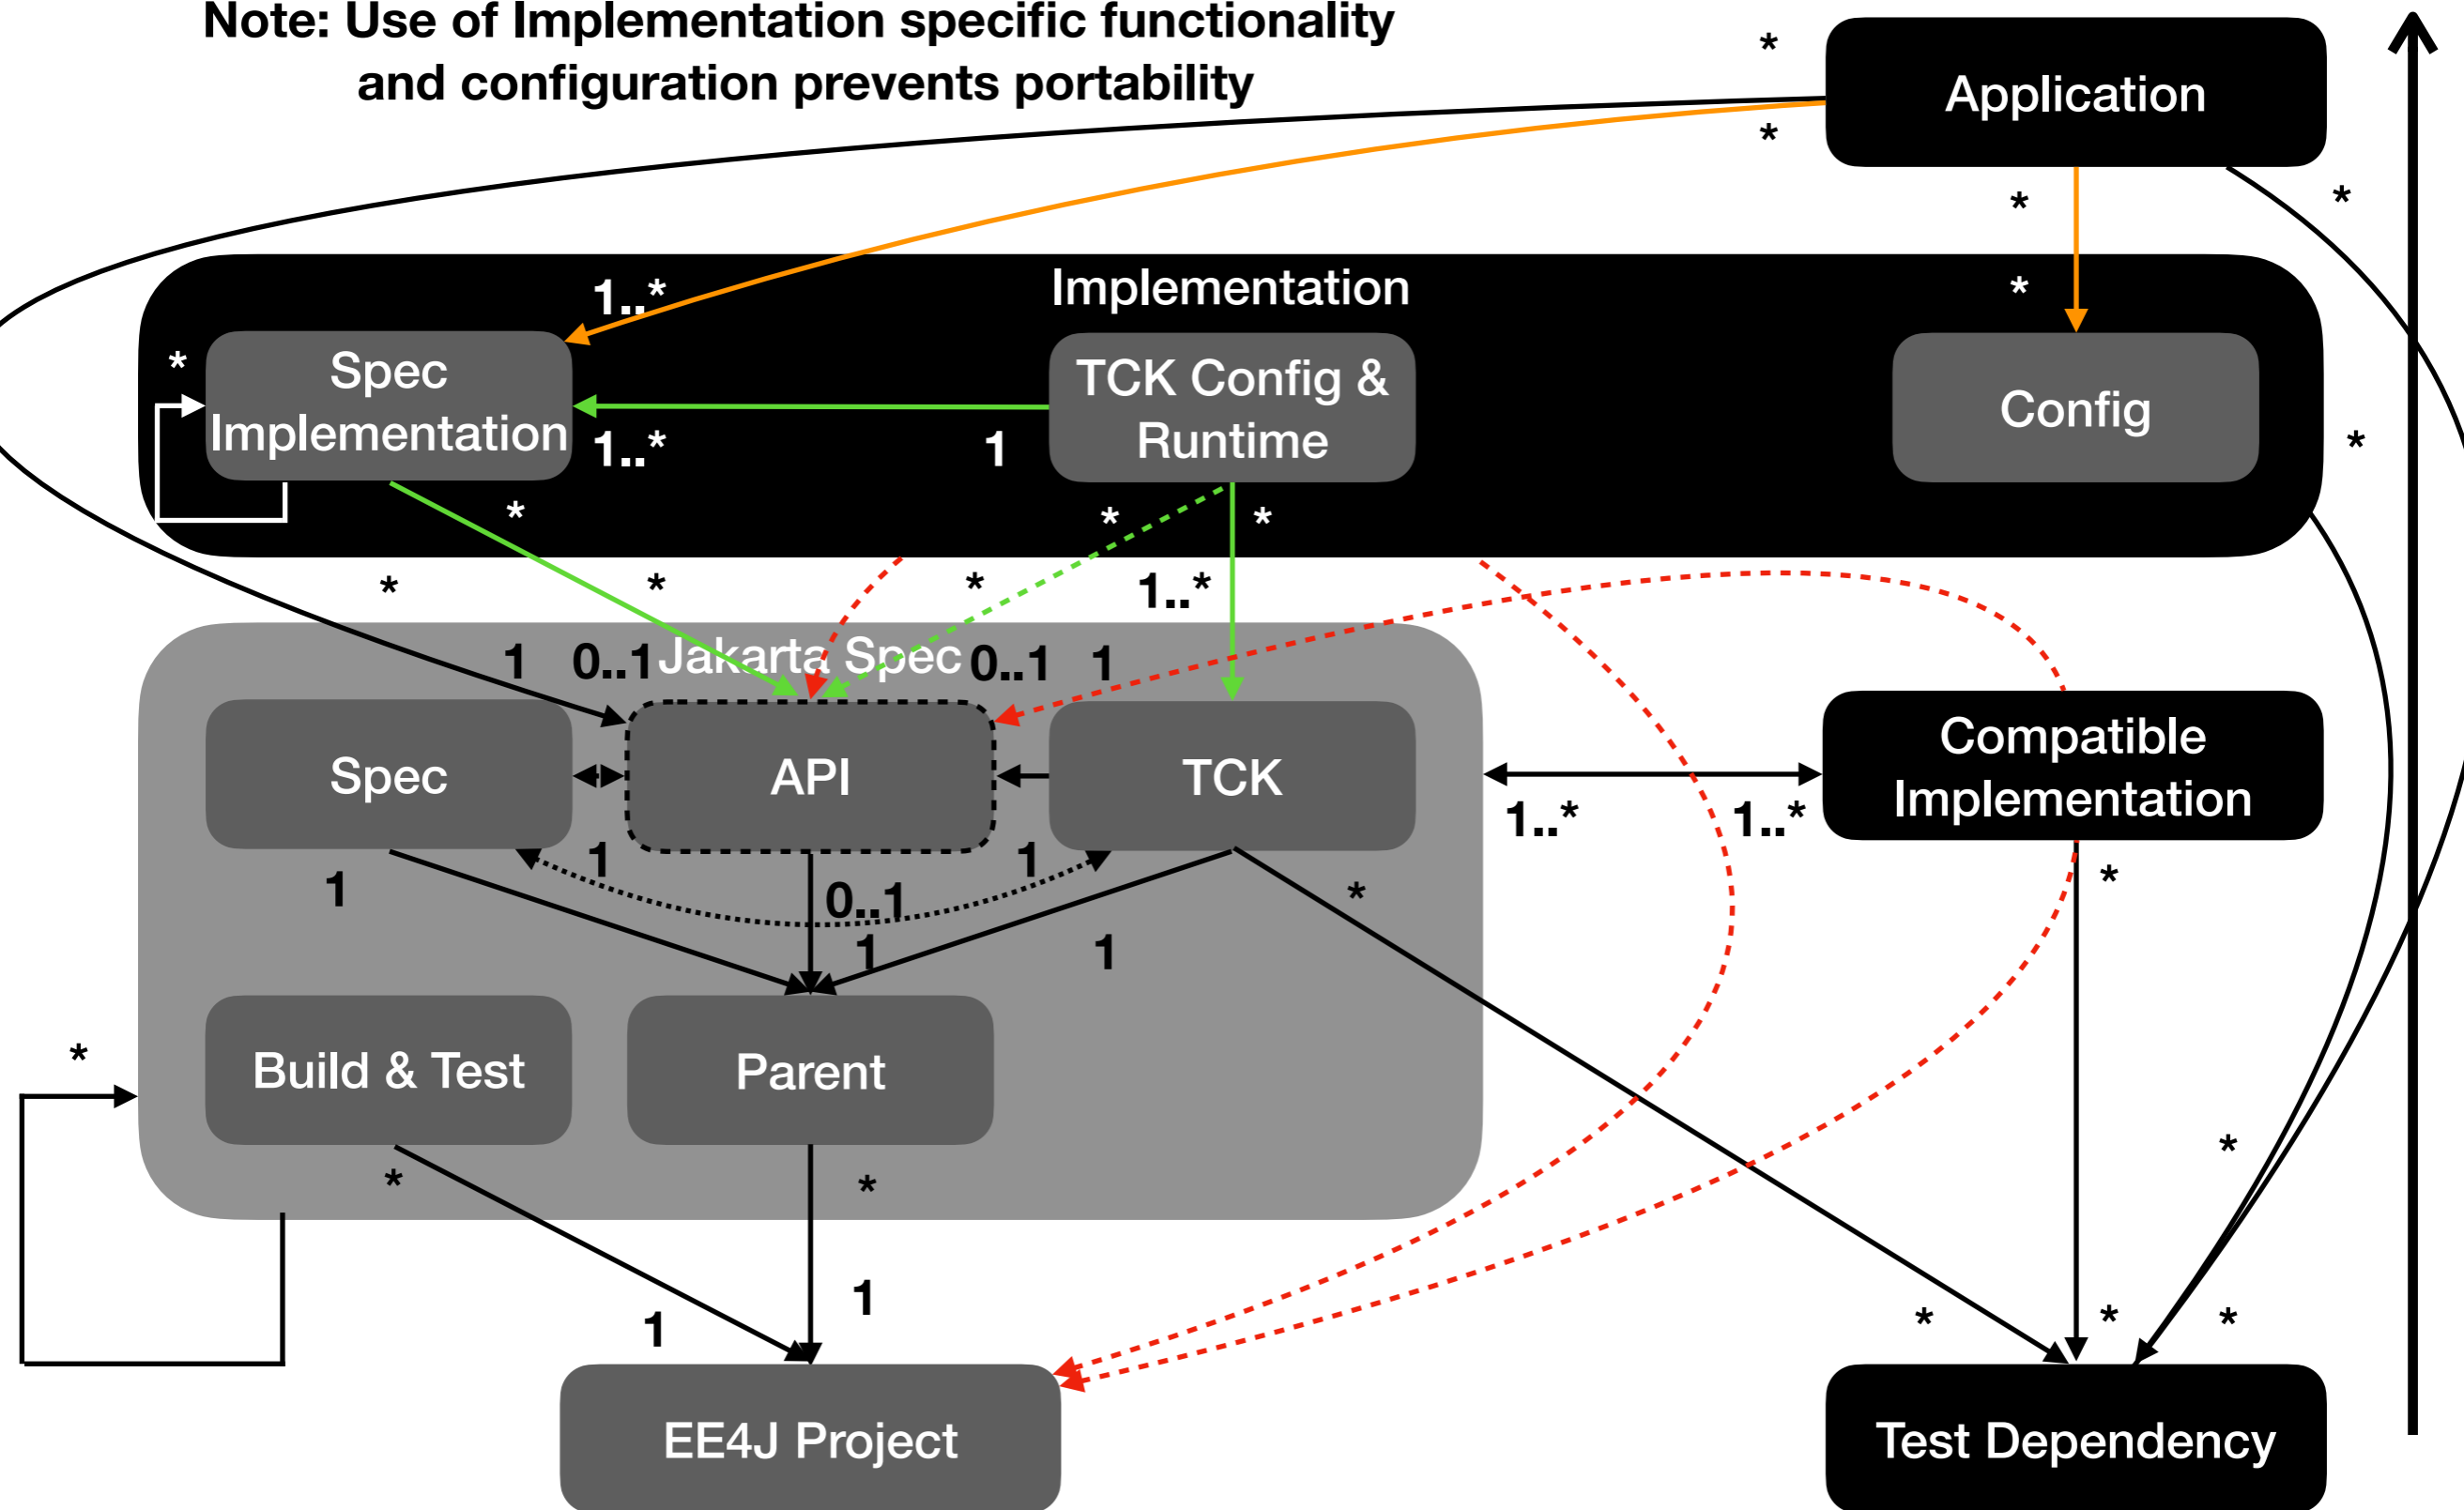 Note: Use of Implementation specific functionality
and configuration prevents portability
*
Application
*
*
*
*
1..*
Implementation
*
Spec
Implementation
TCK Config &
Runtime
Config
1..*
1
*
*
*
*
*
*
*
1..*
1
0..1
Jakarta Spec
0..1
1
Spec
API
TCK
Compatible
Implementation
1..*
1..*
1
1
1
0..1
*
*
1
1
*
Build & Test
Parent
*
*
*
1
1
*
*
*
EE4J Project
Test Dependency